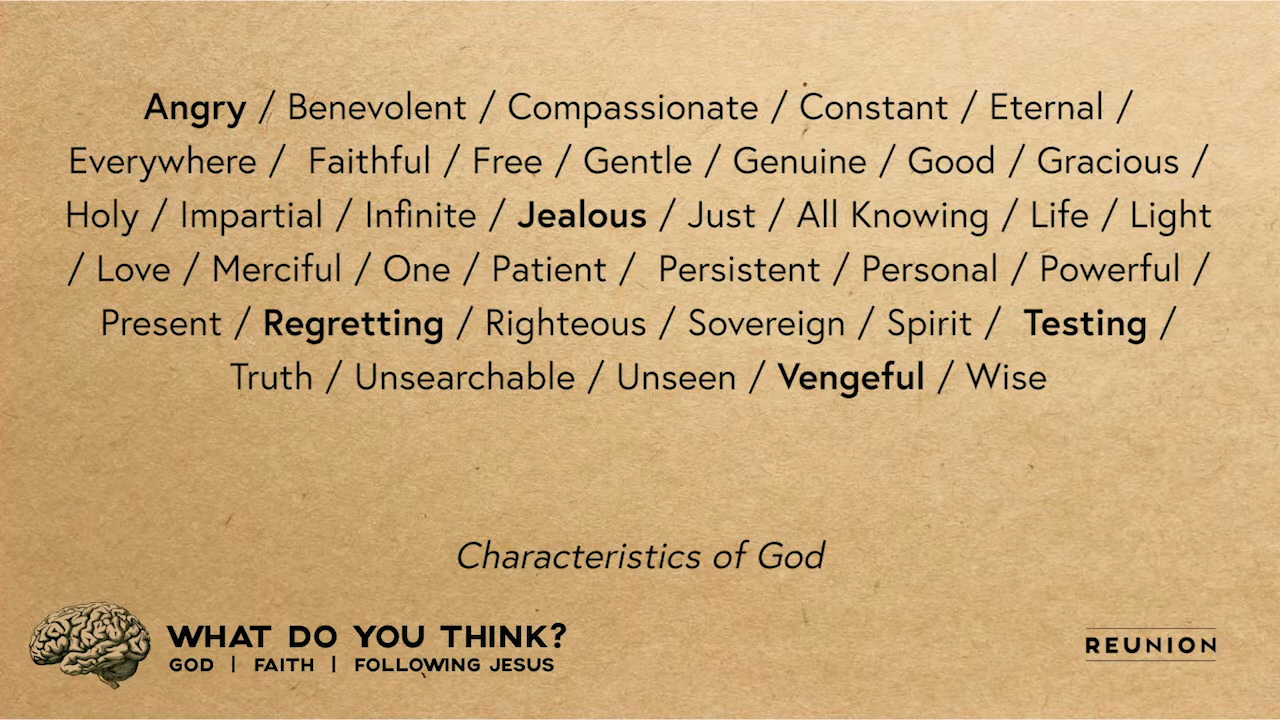 Angry / Benevolent / Compassionate / Constant / Eternal /
Everywhere / Faithful / Free / Gentle / Genuine / Good / Gracious /
Holy / Impartial / Infinite / Jealous / Just / All Knowing / Life / Light
/ Love / Merciful / One / Patient / Persistent / Personal / Powerful /
Present / Regretting / Righteous / Sovereign / Spirit / Testing /
Truth / Unsearchable / Unseen / Vengeful / Wise
Characteristics of God
WHAT DO YOU THINK?
GOD | FAITH | FOLLOWING JESUS
REUNION